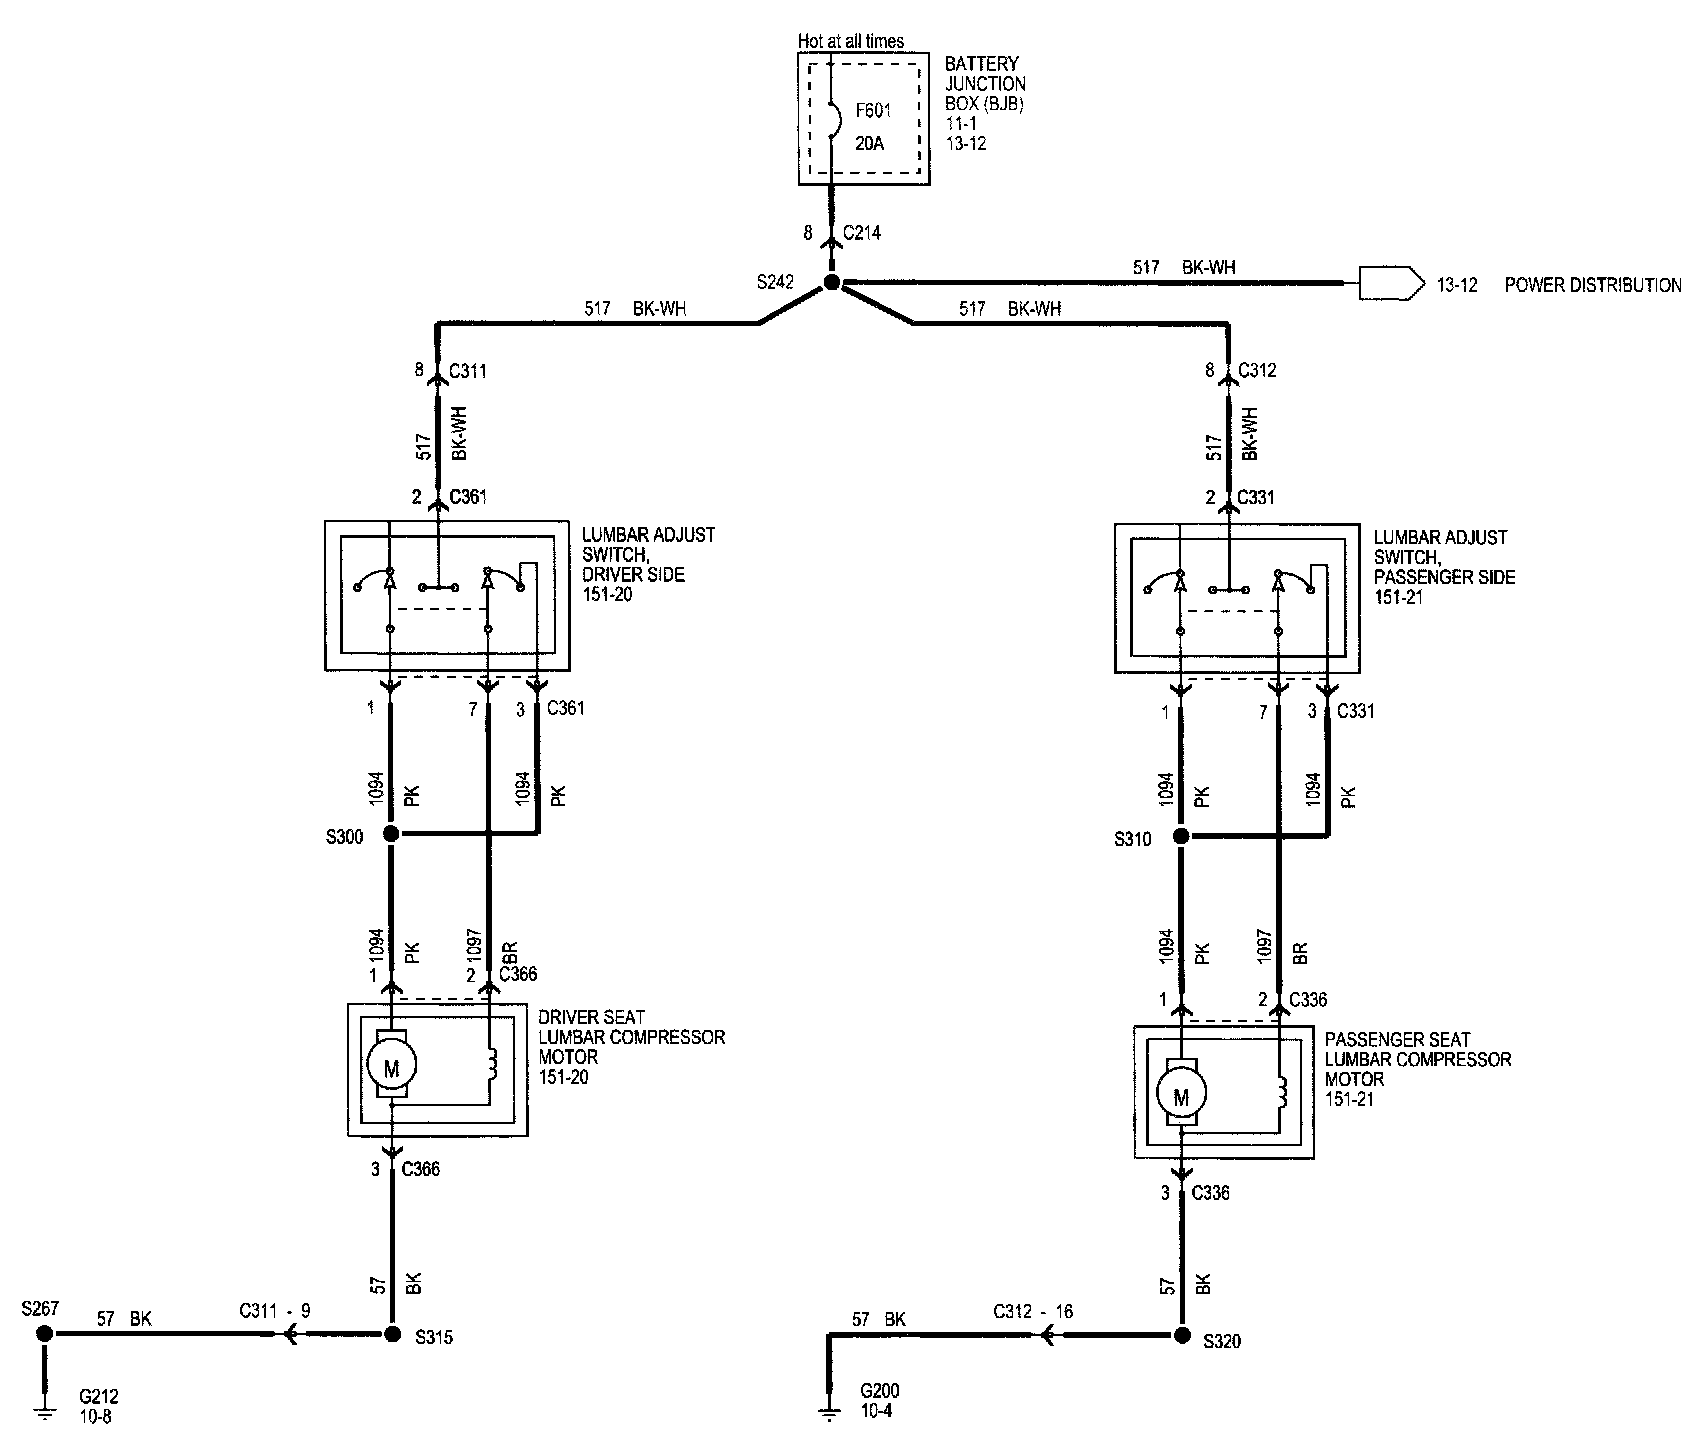 Hot at all times
BATTERY
JUNCTION
BOX (BJB)
11-1
13-12
F601
20A
8 C214
S242
517 BK-WH
13-12 POWER DISTRIBUTION
517 BK-WH
517 BK-WH
8 C311
8 C312
517 BK-WH
517 BK-WH
2 C361
2 C331
LUMBAR ADJUST
SWITCH,
DRIVER SIDE
151-20
LUMBAR ADJUST
SWITCH,
PASSENGER SIDE
151-21
1 7 3 C361
1 7 3 C331
1094 PK
1094 PK
1094 PK
1094 PK
S300
S310
1094 PK
1097 BR
1094 PK
1097 BR
1 2 C366
1 2 C336
DRIVER SEAT
LUMBAR COMPRESSOR
MOTOR
151-20
M
PASSENGER SEAT
LUMBAR COMPRESSOR
MOTOR
151-21
M
3 C366
3 C336
57 BK
57 BK
S267
57 BK
C311 - 9
S315
57 BK
C312 - 16
S320
G212
10-8
G200
10-4